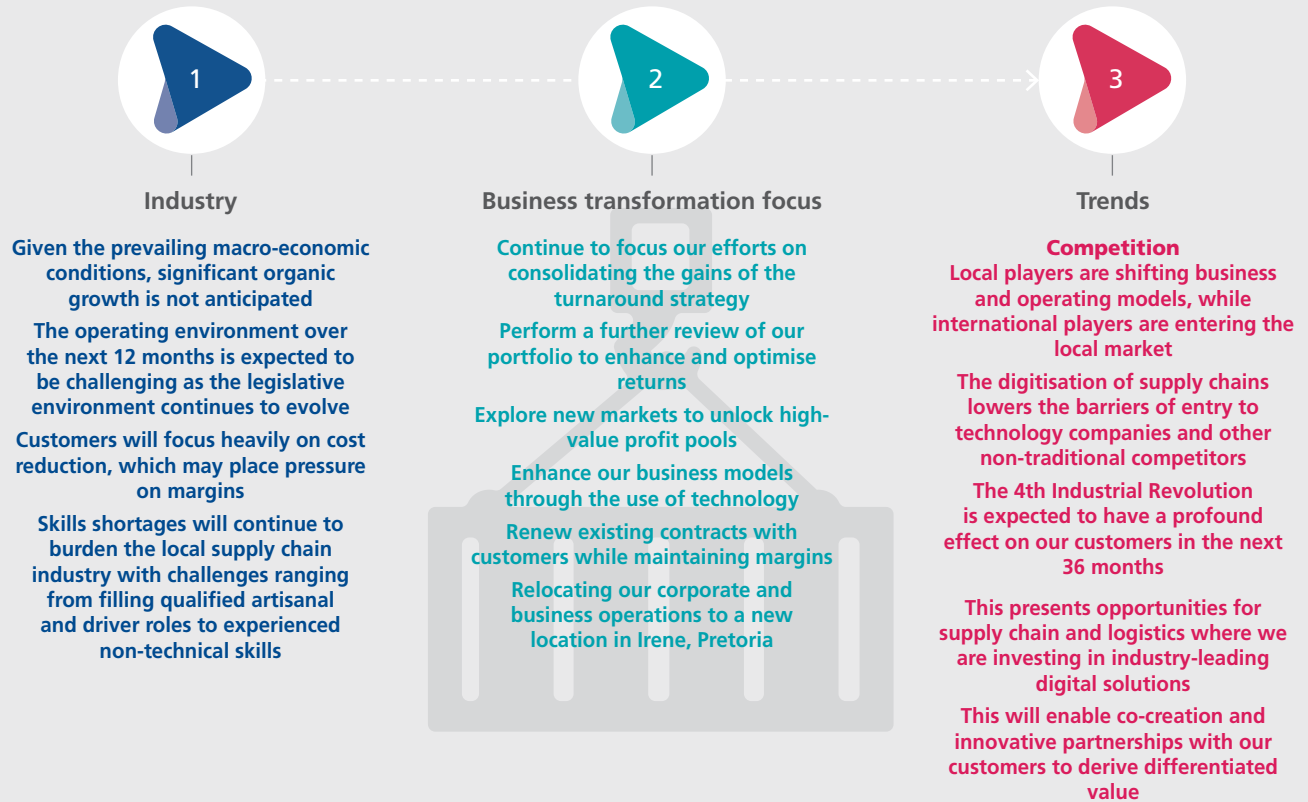 1
Industry
Given the prevailing macro-economic
conditions, significant organic
growth is not anticipated
The operating environment over
the next 12 months is expected to
be challenging as the legislative
environment continues to evolve
Customers will focus heavily on cost
reduction, which may place pressure
on margins
Skills shortages will continue to
burden the local supply chain
industry with challenges ranging
from filling qualified artisanal
and driver roles to experienced
non-technical skills
2
Business transformation focus
Continue to focus our efforts on
consolidating the gains of the
turnaround strategy
Perform a further review of our
portfolio to enhance and optimise
returns
Explore new markets to unlock high-
value profit pools
Enhance our business models
through the use of technology
Renew existing contracts with
customers while maintaining margins
Relocating our corporate and
business operations to a new
location in Irene, Pretoria
3
Trends
Competition
Local players are shifting business
and operating models, while
international players are entering the
local market
The digitisation of supply chains
lowers the barriers of entry to
technology companies and other
non-traditional competitors
The 4th Industrial Revolution
is expected to have a profound
effect on our customers in the next
36 months
This presents opportunities for
supply chain and logistics where we
are investing in industry-leading
digital solutions
This will enable co-creation and
innovative partnerships with our
customers to derive differentiated
value